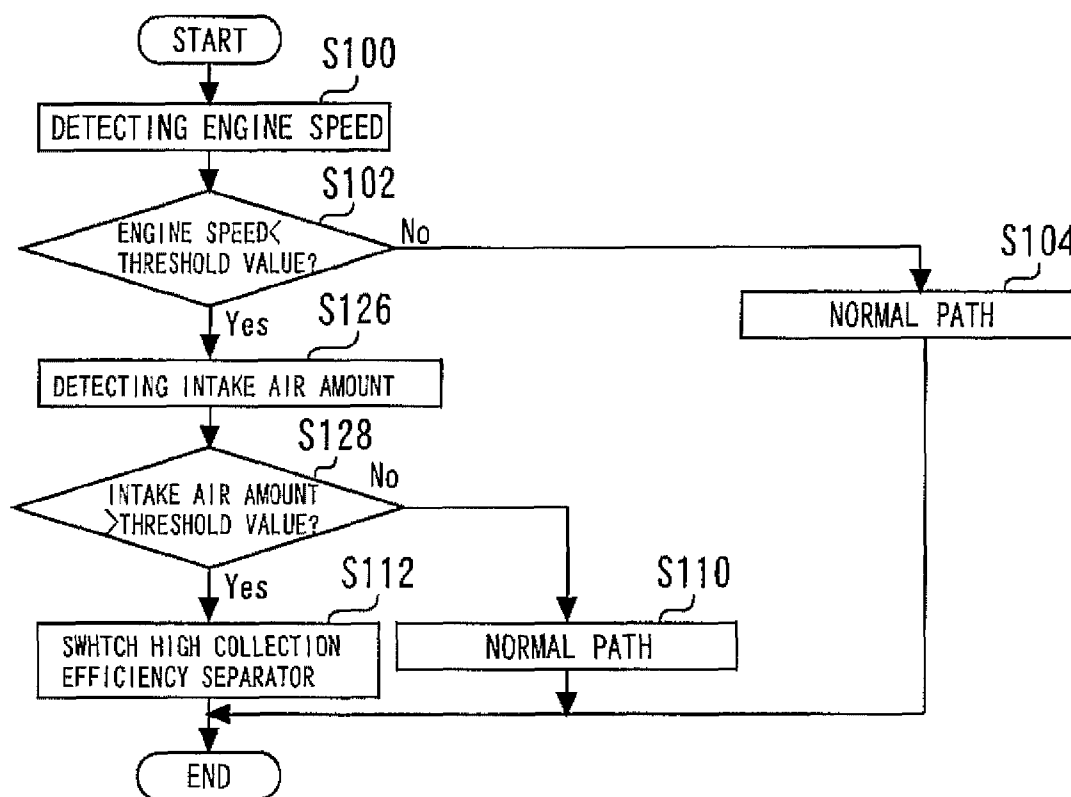 START
S100
DETECTING ENGINE SPEED
S102
ENGINE SPEED<
THRESHOLD VALUE?
No
S104
NORMAL PATH
Yes
S126
DETECTING INTAKE AIR AMOUNT
S128
INTAKE AIR AMOUNT
>THRESHOLD VALUE?
No
Yes
S112
SWHTCH HIGH COLLECTION
EFFICIENCY SEPARATOR
S110
NORMAL PATH
END